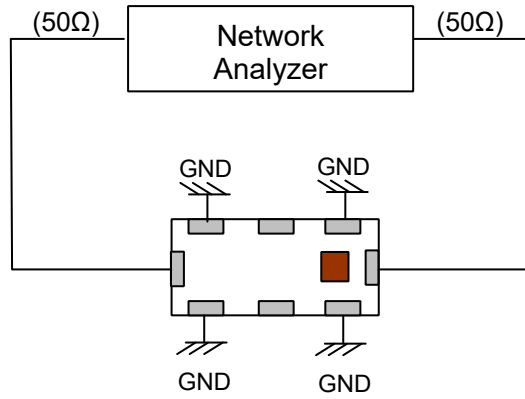 (50Ω)
Network
Analyzer
(50Ω)
GND
GND
GND
GND